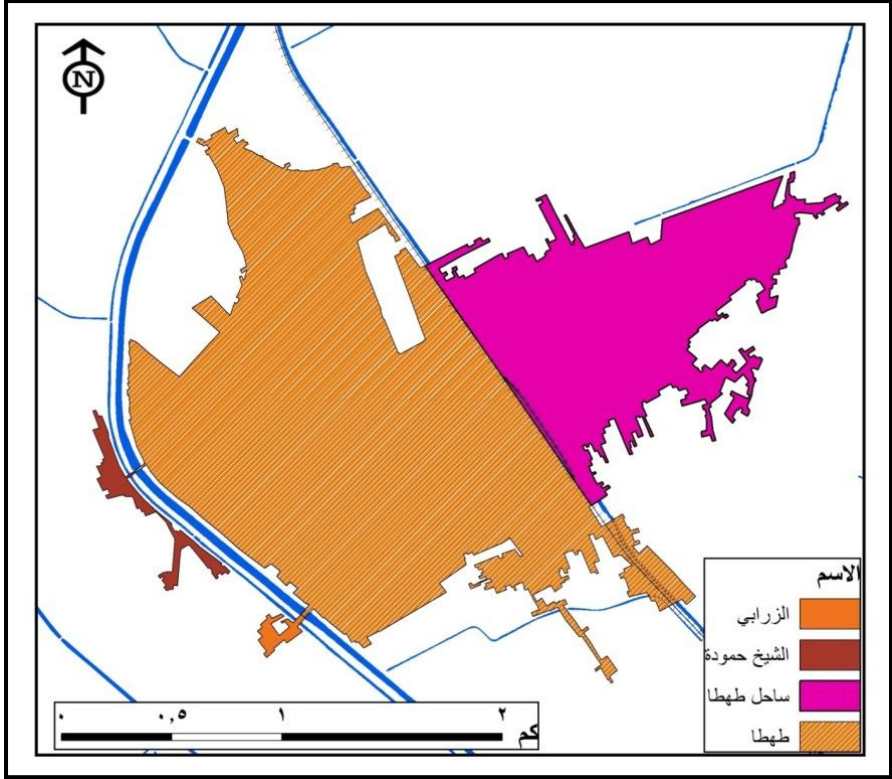 N
الاسم
الزرابي
الشيخ حمودة
ساحل طهطا
طهطا
٠ ٠,٥ ١ ٢
كم